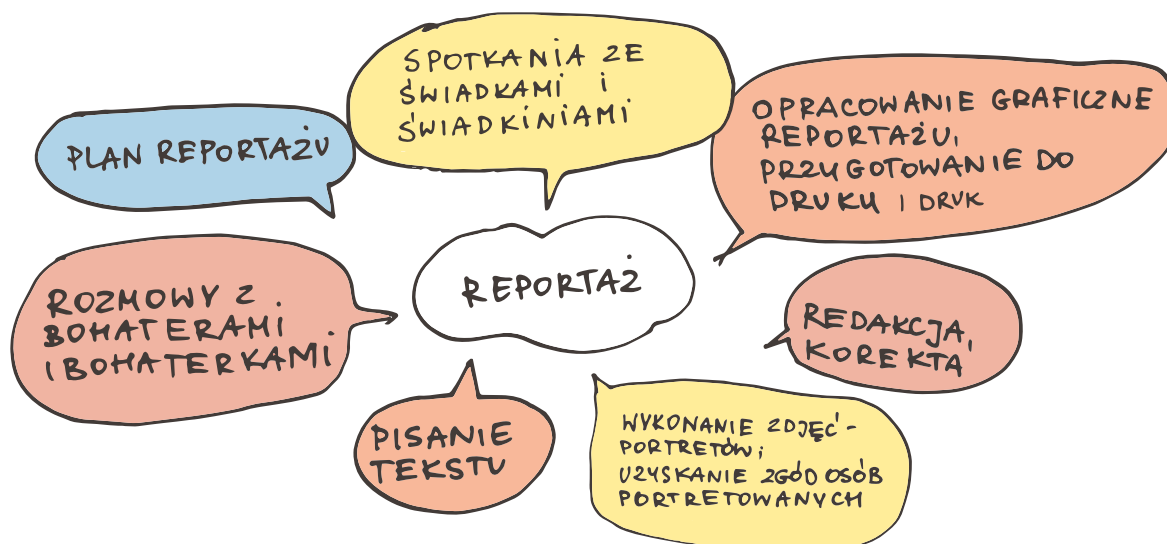 SPOTKANIA ZE
ŚWIADKAMI I
ŚWIADKINIAMI
OPRACOWANIE GRAFICZNE
REPORTAŻU,
PRZYGOTOWANIE DO
DRUKU I DRUK
PLAN REPORTAŻU
REPORTAŻ
ROZMOWY Z
BOHATERAMI
I BOHATERKAMI
REDAKCJA,
KOREKTA
PISANIE
TEKSTU
WYKONANIE ZDJĘĆ-
PORTRETÓW;
UZYSKANIE ZGÓD OSÓB
PORTRETOWANYCH